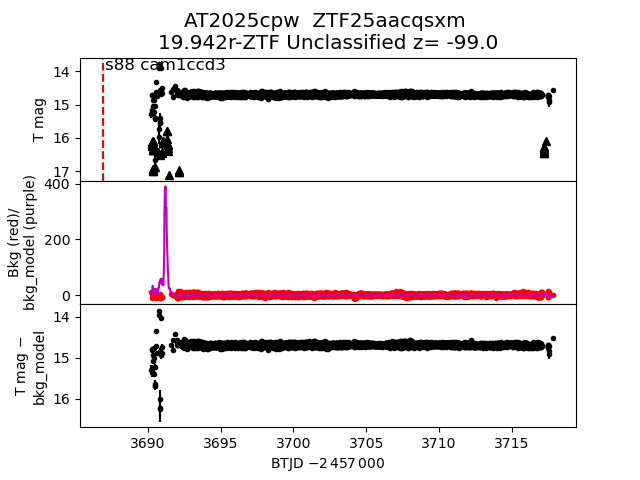 AT2025cpw  ZTF25aacqsxm
19.942r-ZTF Unclassified z= -99.0
s88 cam1ccd3
14
15
16
17
T mag
400
200
0
Bkg (red)/
bkg_model (purple)
14
15
16
T mag −
bkg_model
3690
3695
3700
3705
3710
3715
BTJD −2 457 000